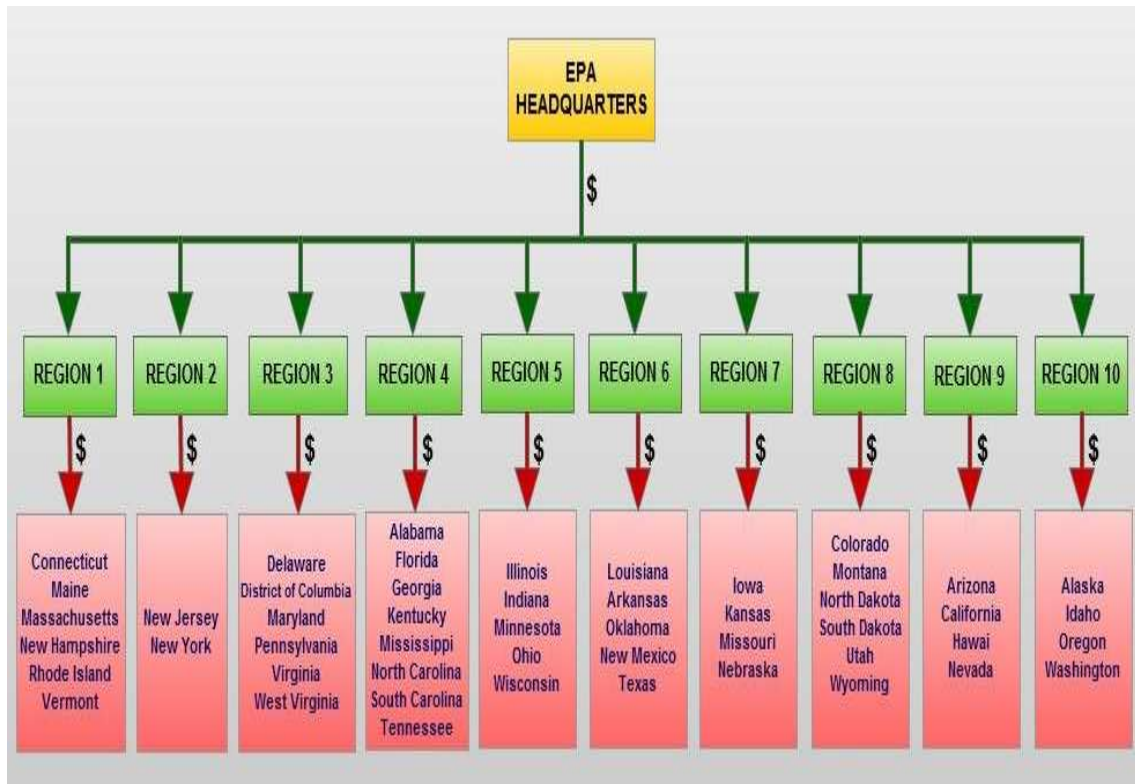 EPA
HEADQUARTERS
$
REGION 1
REGION 2
REGION 3
REGION 4
REGION 5
REGION 6
REGION 7
REGION 8
REGION 9
REGION 10
$
$
$
$
$
$
$
$
$
$
Connecticut
Maine
Massachusetts
New Hampshire
Rhode Island
Vermont
New Jersey
New York
Delaware
District of Columbia
Maryland
Pennsylvania
Virginia
West Virginia
Alabama
Florida
Georgia
Kentucky
Mississippi
North Carolina
South Carolina
Tennessee
Illinois
Indiana
Minnesota
Ohio
Wisconsin
Louisiana
Arkansas
Oklahoma
New Mexico
Texas
Iowa
Kansas
Missouri
Nebraska
Colorado
Montana
North Dakota
South Dakota
Utah
Wyoming
Arizona
California
Hawai
Nevada
Alaska
Idaho
Oregon
Washington